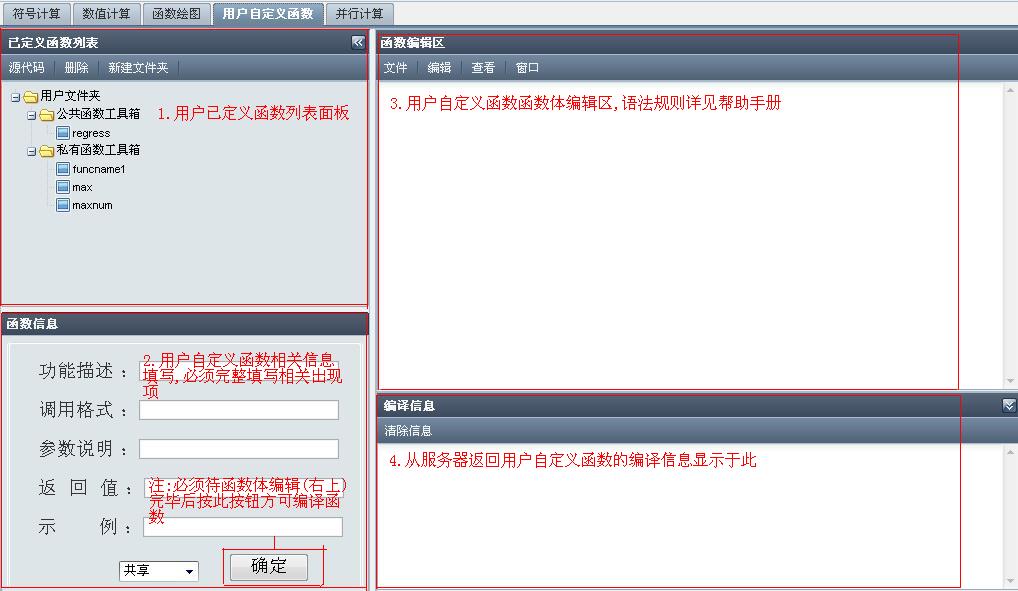 符号计算 数值计算 函数绘图 用户自定义函数 并行计算
已定义函数列表
源代码 删除 新建文件夹
用户文件夹
公共函数工具箱
regress
私有函数工具箱
funcname1
max
maxnum
1.用户已定义函数列表面板
函数信息
功能描述：
2.用户自定义函数相关信息
填写,必须完整填写相关出现
项
调用格式：
参数说明：
返 回 值：
注:必须待函数体编辑(右上)
完毕后按此按钮方可编译函
数
示 例：
共享 确定
函数编辑区
文件 编辑 查看 窗口
3.用户自定义函数函数体编辑区,语法规则详见帮助手册
编译信息
清除信息
4.从服务器返回用户自定义函数的编译信息显示于此